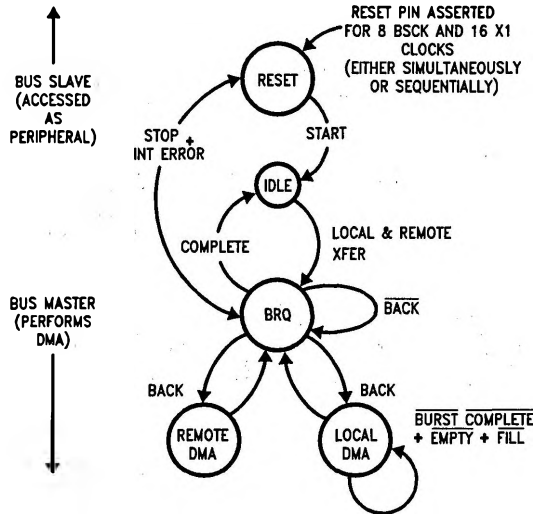 RESET PIN ASSERTED
FOR 8 BSCK AND 16 X1
CLOCKS
(EITHER SIMULTANEOUSLY
OR SEQUENTIALLY)
RESET
BUS SLAVE
(ACCESSED
AS
PERIPHERAL)
STOP +
INT ERROR
START
IDLE
COMPLETE
LOCAL & REMOTE
XFER
BUS MASTER
(PERFORMS
DMA)
BRQ
BACK
BACK
BACK
REMOTE
DMA
LOCAL
DMA
BURST COMPLETE
+ EMPTY + FILL